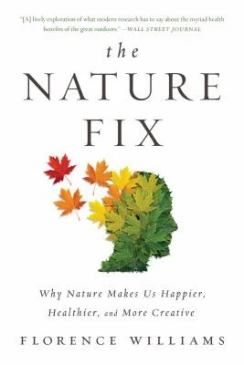 "[A] lively exploration of what modern research has to say about the myriad health
benefits of the great outdoors." —WALL STREET JOURNAL
the
NATURE
FIX
Why Nature Makes Us Happier,
Healthier, and More Creative
FLORENCE WILLIAMS